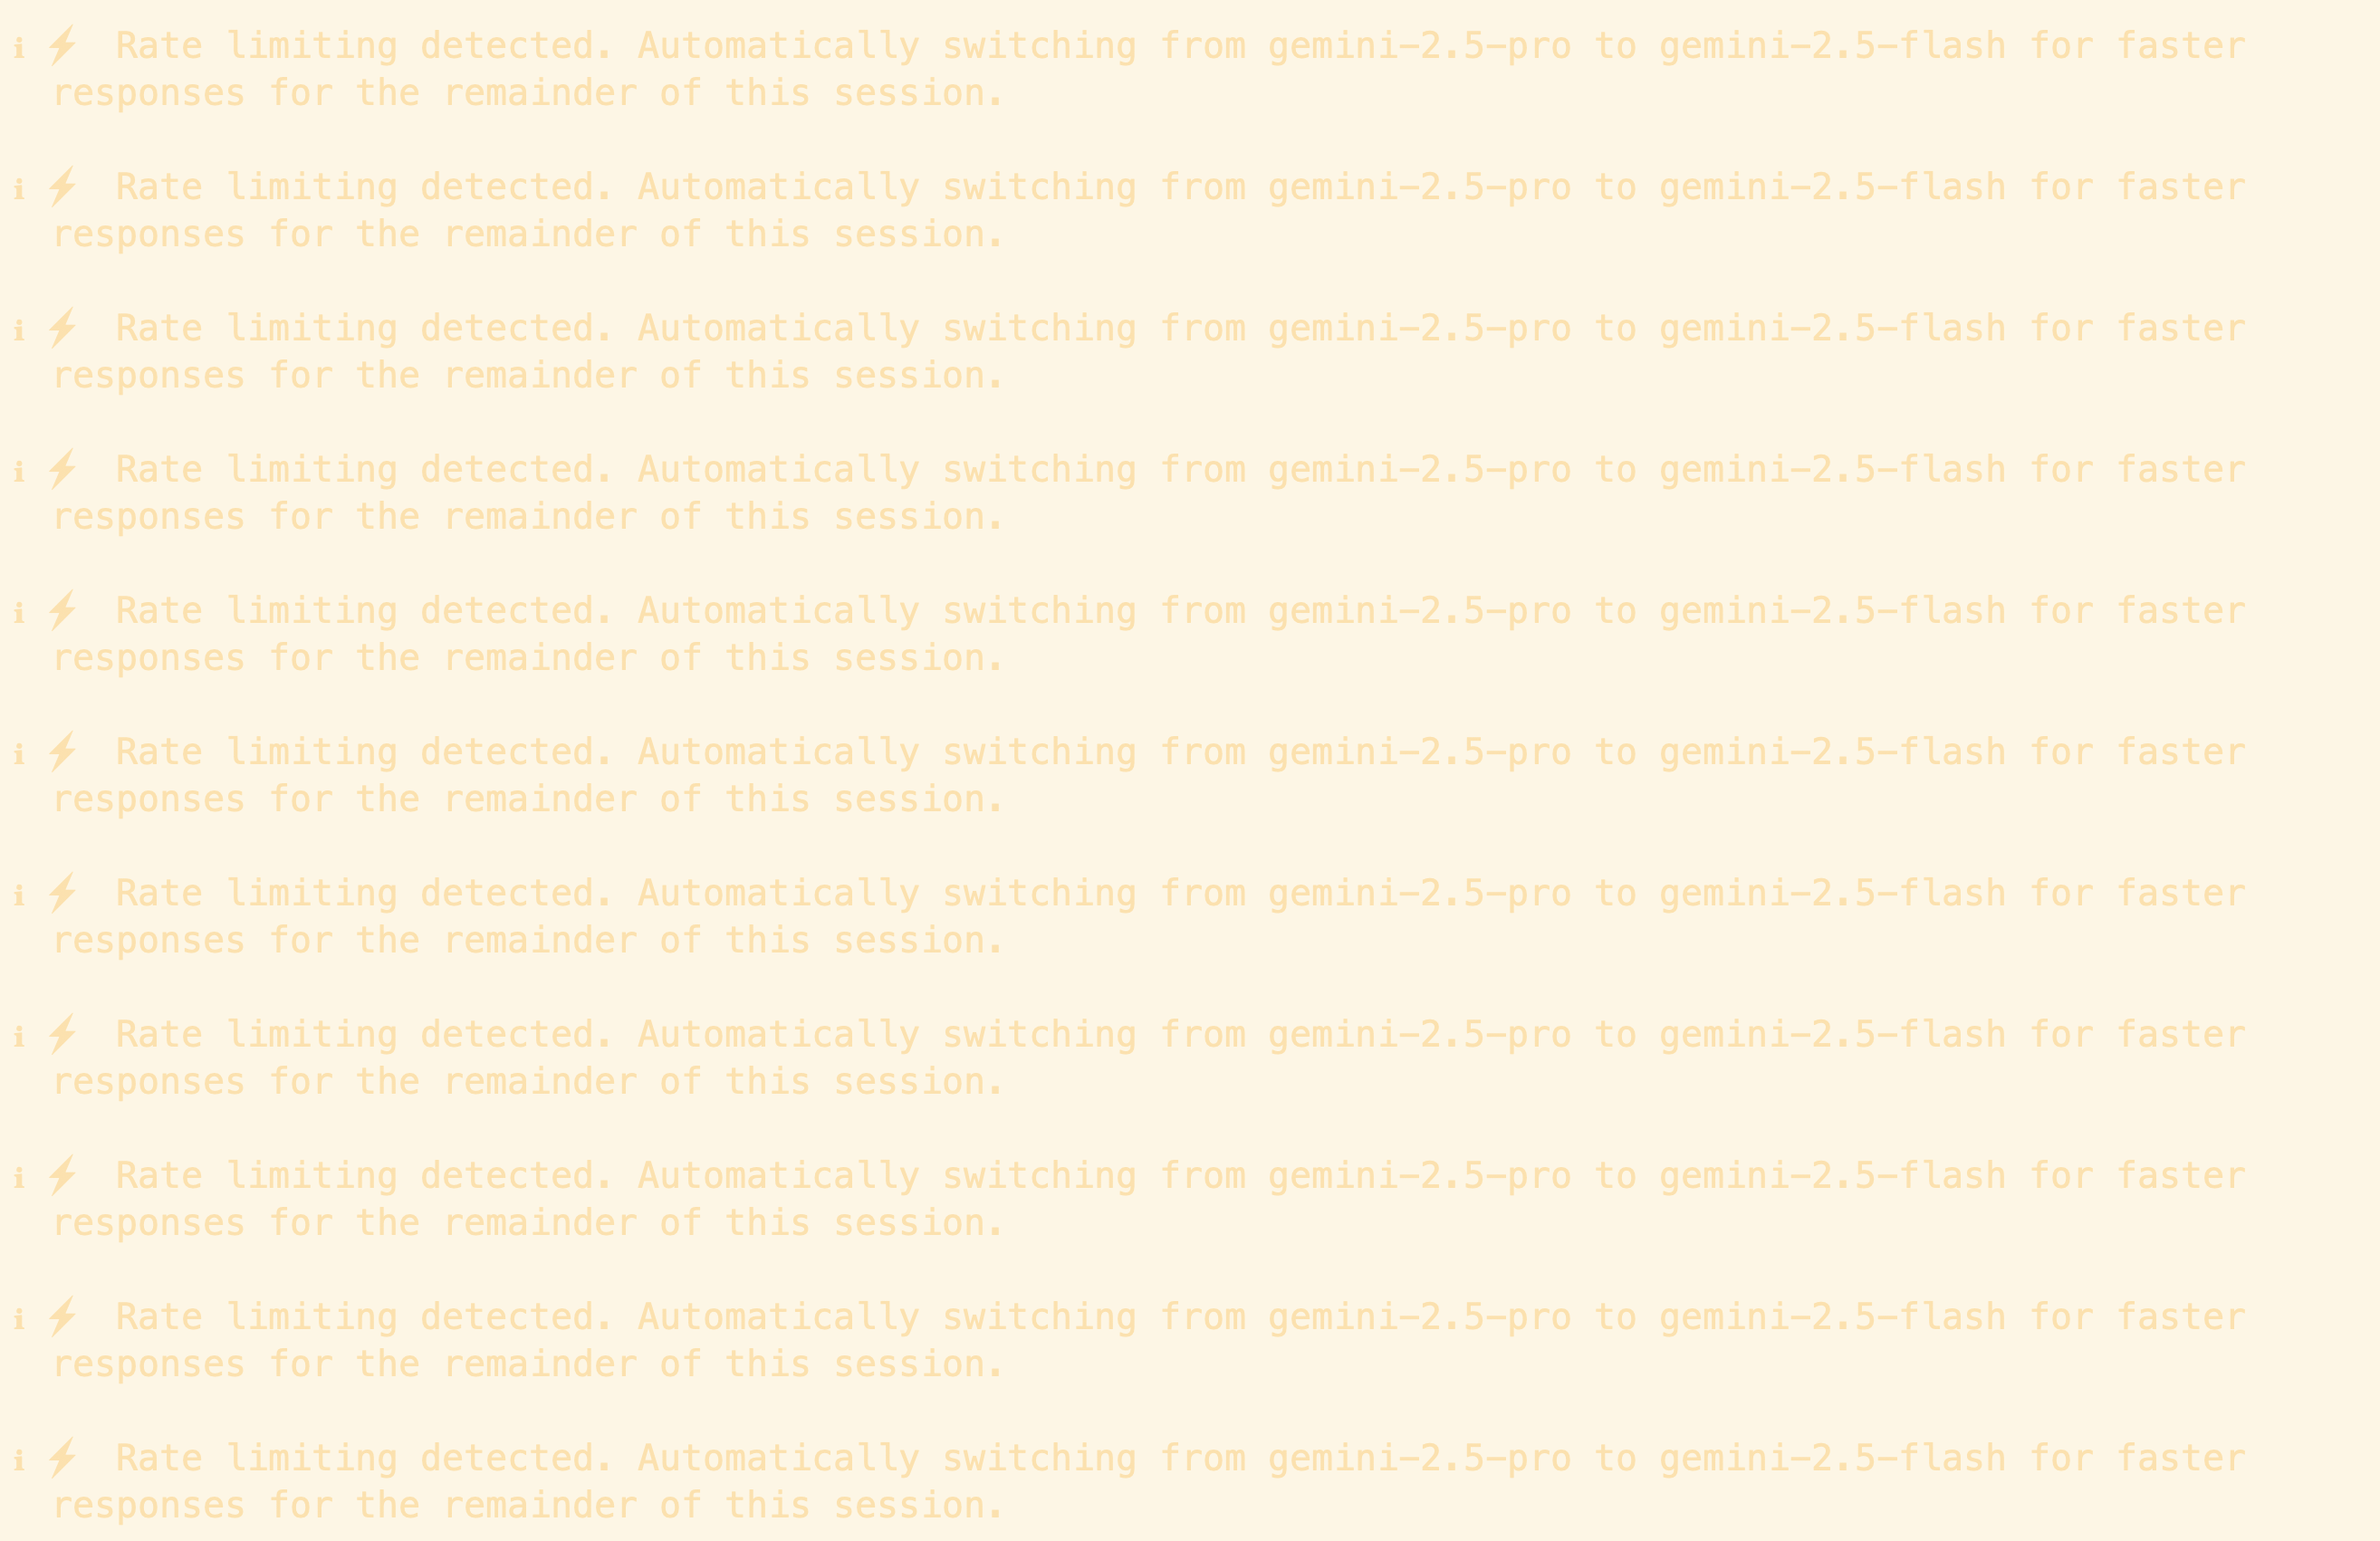 ℹ ⚡ Rate limiting detected. Automatically switching from gemini-2.5-pro to gemini-2.5-flash for faster
responses for the remainder of this session.
ℹ ⚡ Rate limiting detected. Automatically switching from gemini-2.5-pro to gemini-2.5-flash for faster
responses for the remainder of this session.
ℹ ⚡ Rate limiting detected. Automatically switching from gemini-2.5-pro to gemini-2.5-flash for faster
responses for the remainder of this session.
ℹ ⚡ Rate limiting detected. Automatically switching from gemini-2.5-pro to gemini-2.5-flash for faster
responses for the remainder of this session.
ℹ ⚡ Rate limiting detected. Automatically switching from gemini-2.5-pro to gemini-2.5-flash for faster
responses for the remainder of this session.
ℹ ⚡ Rate limiting detected. Automatically switching from gemini-2.5-pro to gemini-2.5-flash for faster
responses for the remainder of this session.
ℹ ⚡ Rate limiting detected. Automatically switching from gemini-2.5-pro to gemini-2.5-flash for faster
responses for the remainder of this session.
ℹ ⚡ Rate limiting detected. Automatically switching from gemini-2.5-pro to gemini-2.5-flash for faster
responses for the remainder of this session.
ℹ ⚡ Rate limiting detected. Automatically switching from gemini-2.5-pro to gemini-2.5-flash for faster
responses for the remainder of this session.
ℹ ⚡ Rate limiting detected. Automatically switching from gemini-2.5-pro to gemini-2.5-flash for faster
responses for the remainder of this session.
ℹ ⚡ Rate limiting detected. Automatically switching from gemini-2.5-pro to gemini-2.5-flash for faster
responses for the remainder of this session.